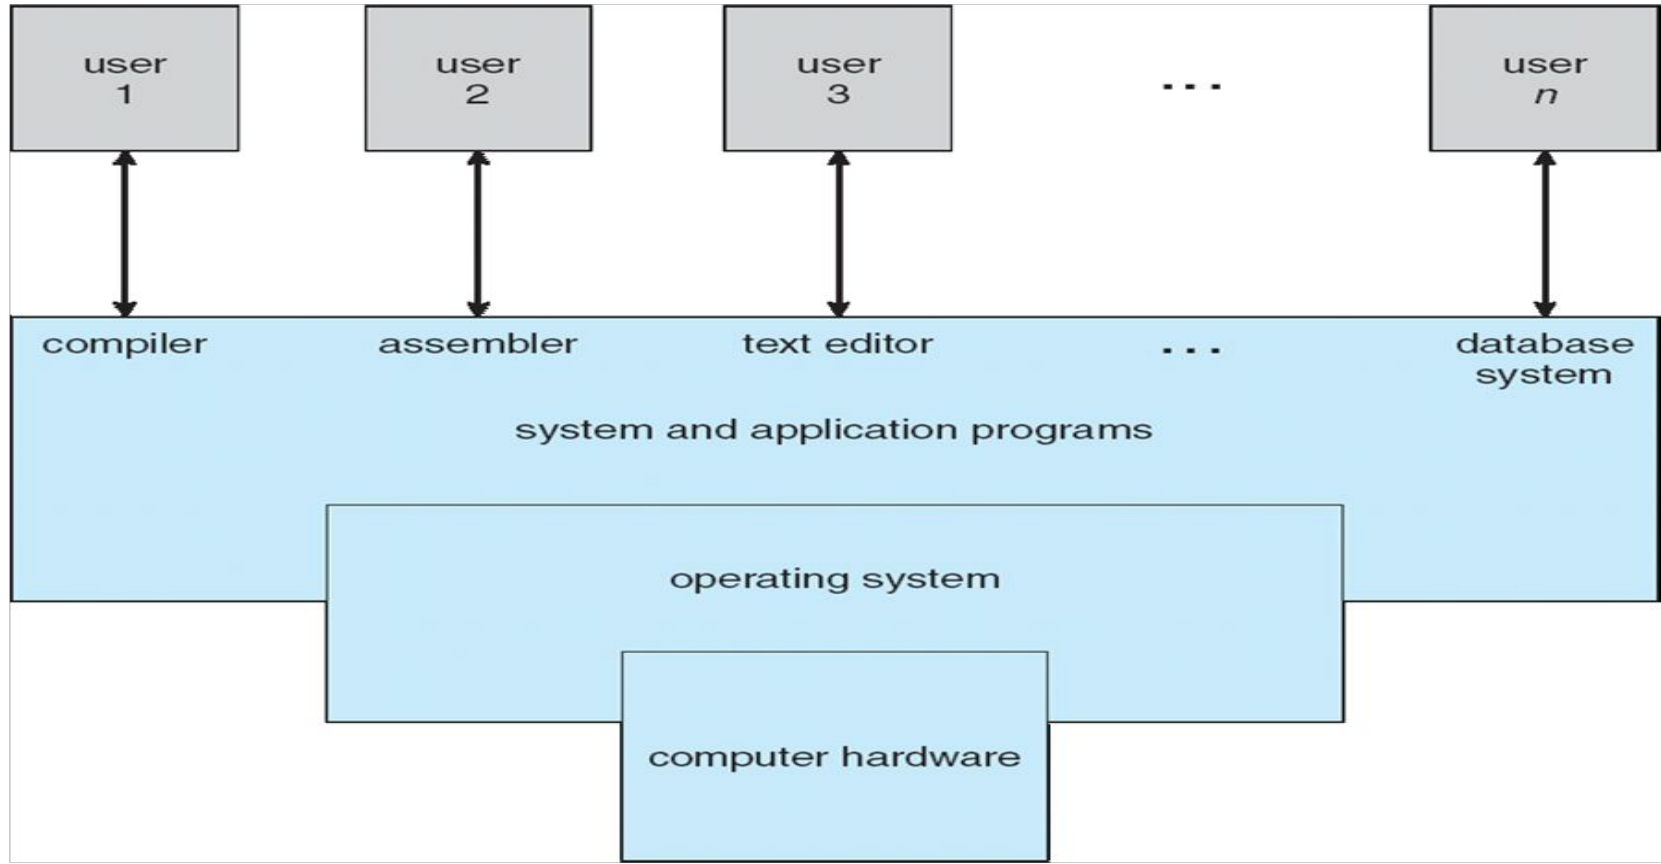 user
1
user
2
user
3
...
user
n
compiler
assembler
text editor
...
database
system
system and application programs
operating system
computer hardware